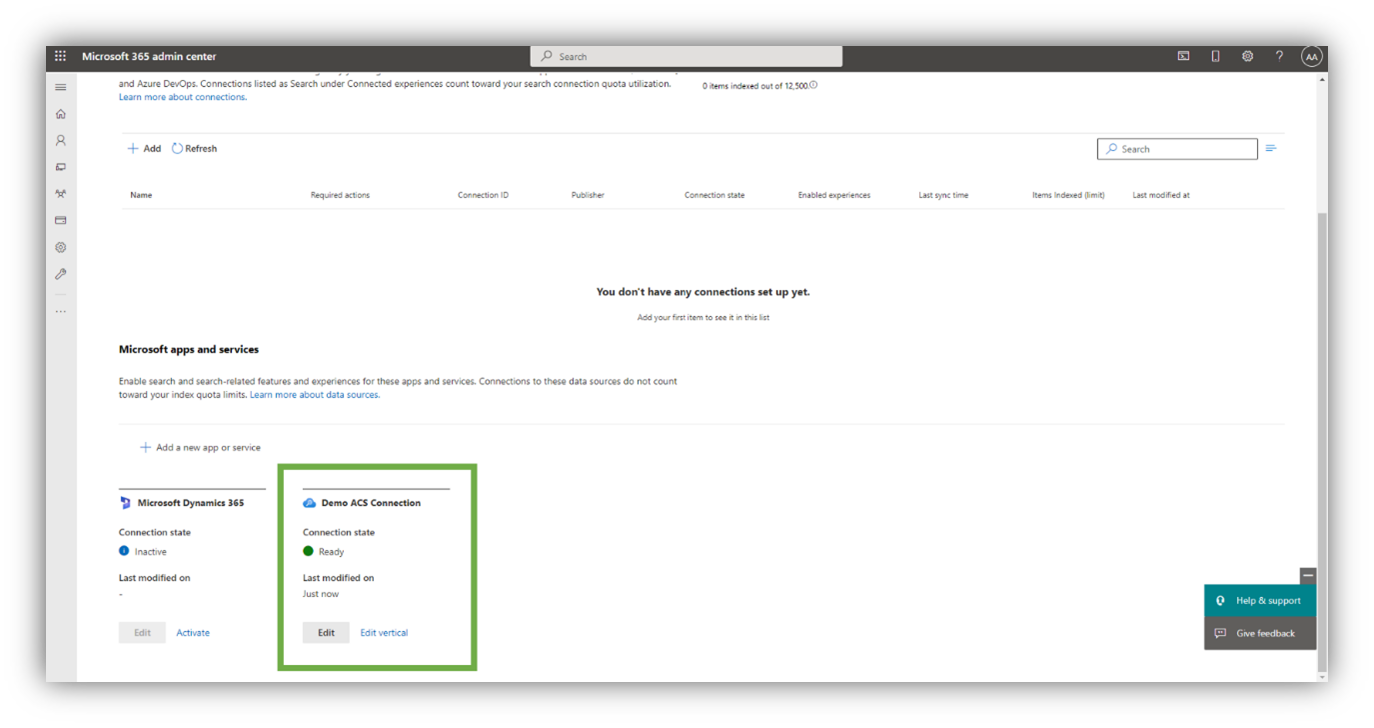 Microsoft 365 admin center
Search
AA
and Azure DevOps. Connections listed as Search under Connected experiences count toward your search connection quota utilization.
Learn more about connections.
0 items indexed out of 12,500
Add
Refresh
Search
Name
Required actions
Connection ID
Publisher
Connection state
Enabled experiences
Last sync time
Items Indexed (limit)
Last modified at
You don't have any connections set up yet.
Add your first item to see it in this list
Microsoft apps and services
Enable search and search-related features and experiences for these apps and services. Connections to these data sources do not count
toward your index quota limits. Learn more about data sources.
Add a new app or service
Microsoft Dynamics 365
Connection state
Inactive
Last modified on
-
Edit
Activate
Demo ACS Connection
Connection state
Ready
Last modified on
Just now
Edit
Edit vertical
Help & support
Give feedback